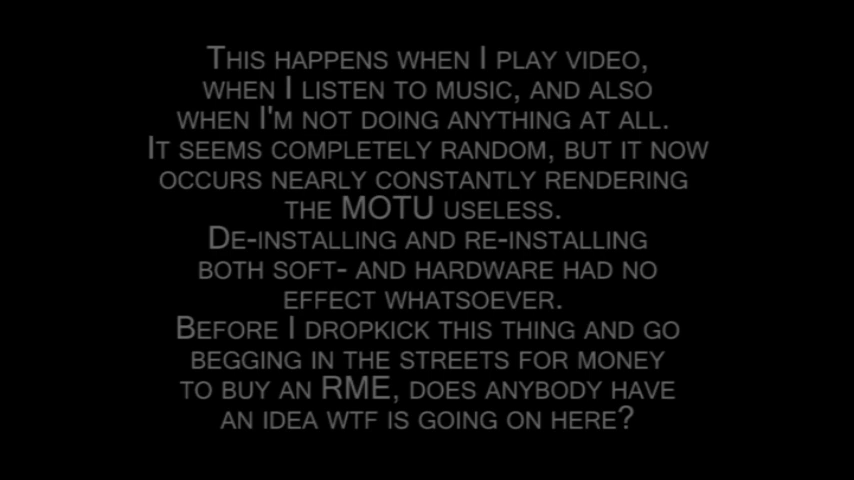 This happens when I play video,
when I listen to music, and also
when I'm not doing anything at all.
It seems completely random, but it now
occurs nearly constantly rendering
the MOTU useless.
De-installing and re-installing
both soft- and hardware had no
effect whatsoever.
Before I dropkick this thing and go
begging in the streets for money
to buy an RME, does anybody have
an idea wtf is going on here?